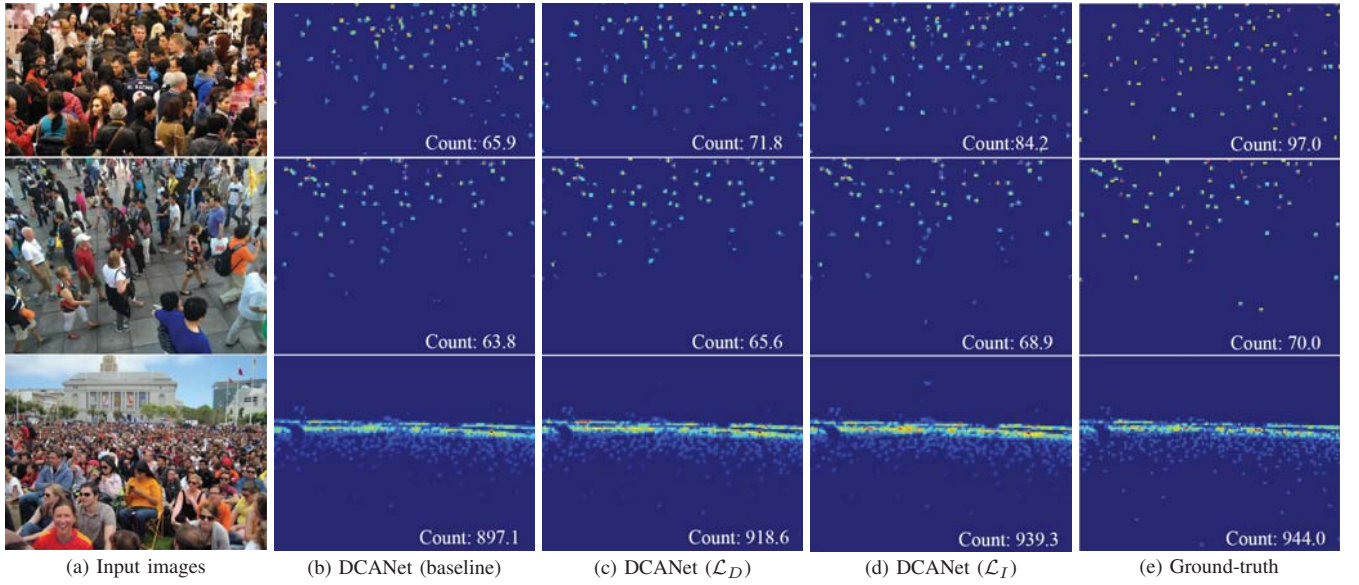 Count: 65.9
Count: 71.8
Count:84.2
Count: 97.0
Count: 63.8
Count: 65.6
Count: 68.9
Count: 70.0
Count: 897.1
Count: 918.6
Count: 939.3
Count: 944.0
(a) Input images
(b) DCANet (baseline)
(c) DCANet (ℒ_D)
(d) DCANet (ℒ_I)
(e) Ground-truth